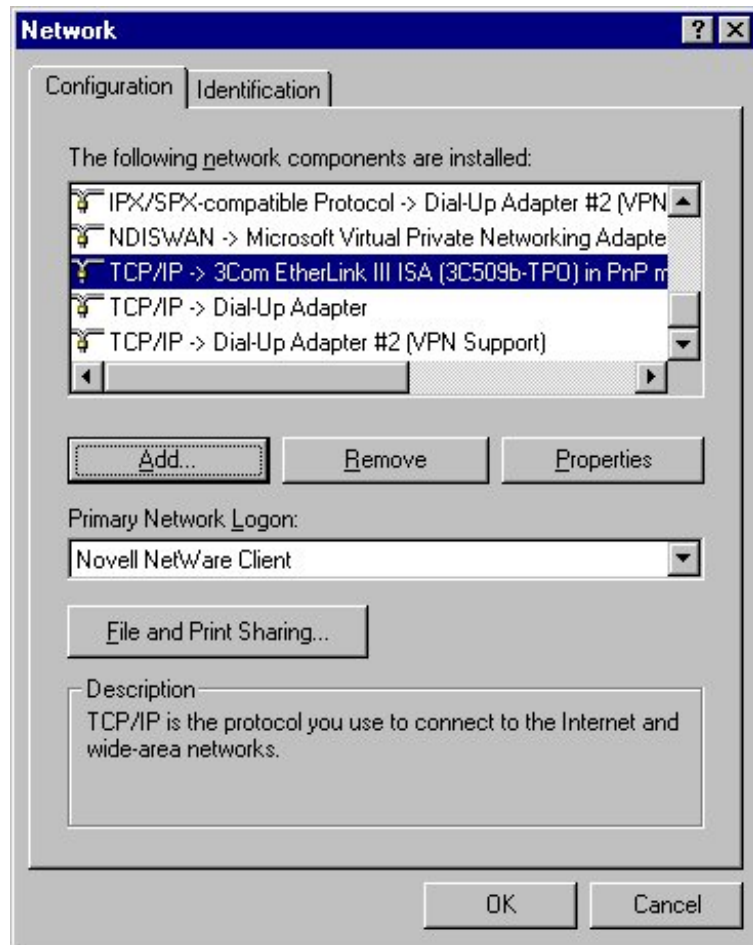 Network
Configuration Identification
The following network components are installed:
IPX/SPX-compatible Protocol -> Dial-Up Adapter #2 (VPN
NDISWAN -> Microsoft Virtual Private Networking Adapte
TCP/IP -> 3Com EtherLink III ISA (3C509b-TPO) in PnP m
TCP/IP -> Dial-Up Adapter
TCP/IP -> Dial-Up Adapter #2 (VPN Support)
Add... Remove Properties
Primary Network Logon:
Novell NetWare Client
File and Print Sharing...
Description
TCP/IP is the protocol you use to connect to the Internet and
wide-area networks.
OK Cancel